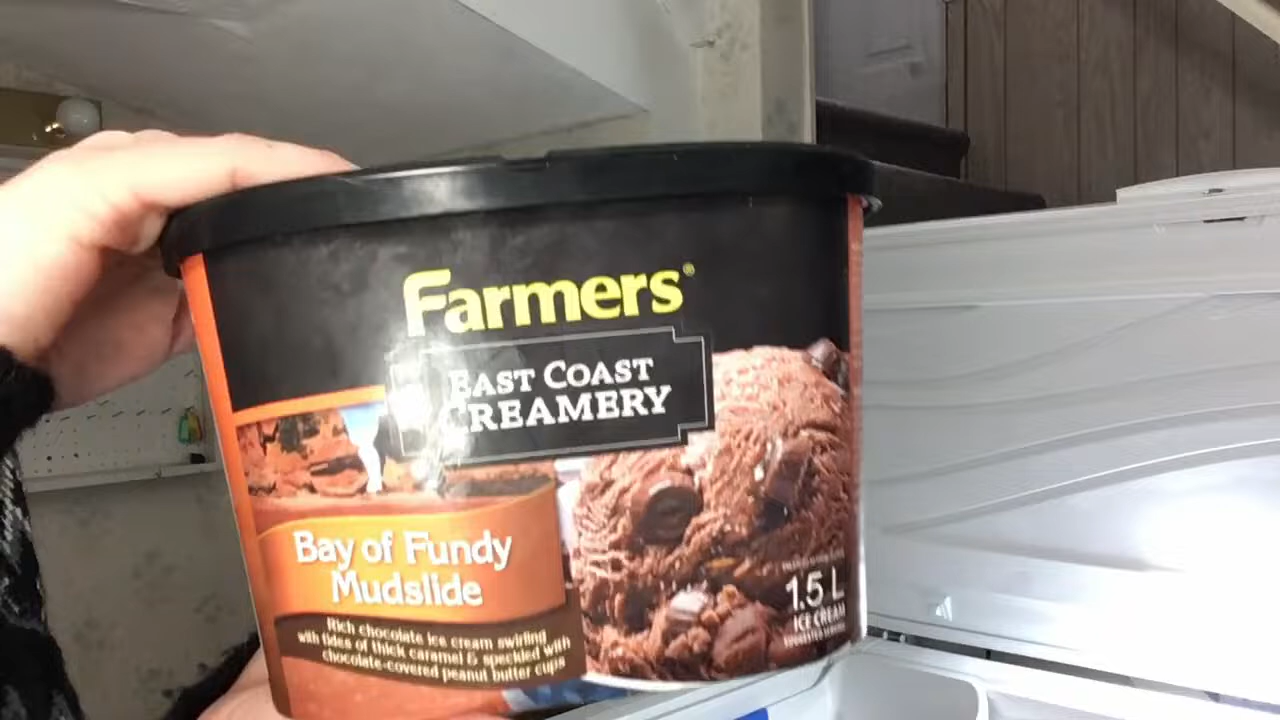 Farmers®
EAST COAST
CREAMERY
Bay of Fundy
Mudslide
Rich chocolate ice cream swirling
with tides of thick caramel & speckled with
chocolate-covered peanut butter cups
1.5 L
ICE CREAM